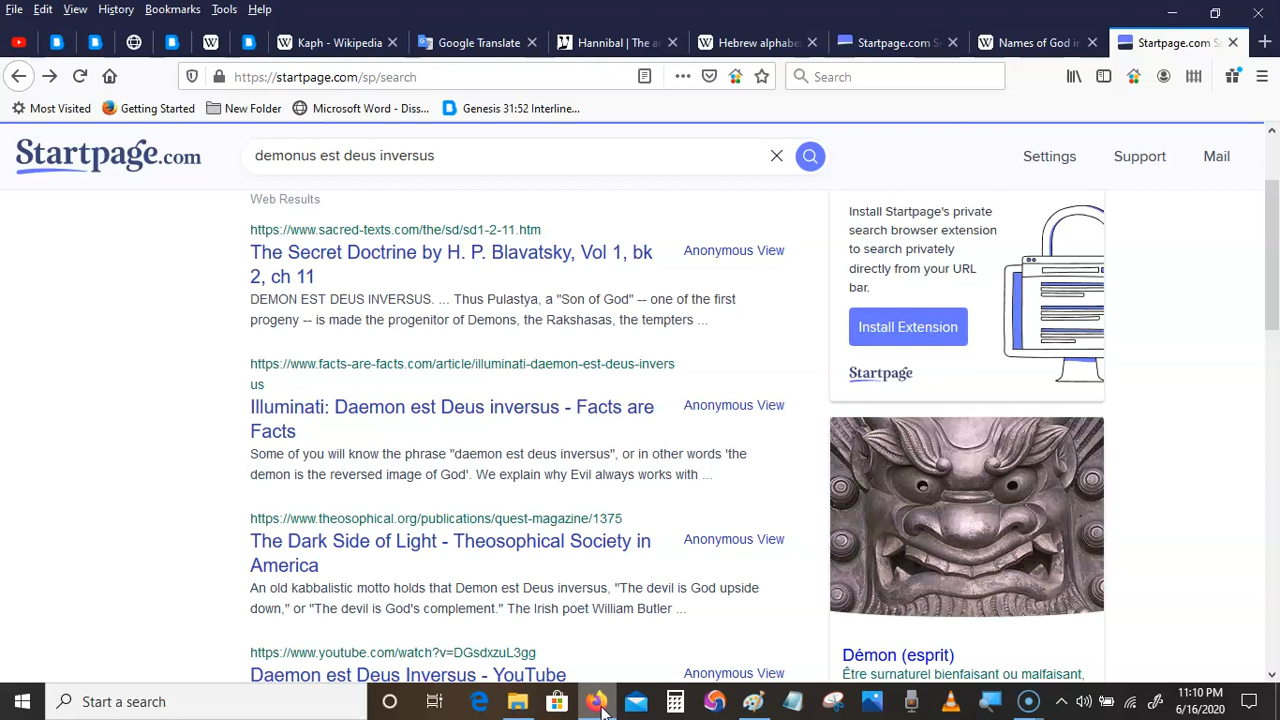 File Edit View History Bookmarks Tools Help
Kaph - Wikipedia
Google Translate
Hannibal | The a
Hebrew alphabe
Startpage.com S
Names of God in
Startpage.com S
https://startpage.com/sp/search
Search
Most Visited
Getting Started
New Folder
Microsoft Word - Diss...
Genesis 31:52 Interline...
Startpage.com
demonus est deus inversus
Settings
Support
Mail
Web Results
https://www.sacred-texts.com/the/sd/sd1-2-11.htm
The Secret Doctrine by H. P. Blavatsky, Vol 1, bk
2, ch 11
Anonymous View
DEMON EST DEUS INVERSUS. ... Thus Pulastya, a "Son of God" -- one of the first
progeny -- is made the progenitor of Demons, the Rakshasas, the tempters ...
https://www.facts-are-facts.com/article/illuminati-daemon-est-deus-invers
us
Illuminati: Daemon est Deus inversus - Facts are
Facts
Anonymous View
Some of you will know the phrase "daemon est deus inversus", or in other words 'the
demon is the reversed image of God'. We explain why Evil always works with ...
https://www.theosophical.org/publications/quest-magazine/1375
The Dark Side of Light - Theosophical Society in
America
Anonymous View
An old kabbalistic motto holds that Demon est Deus inversus, "The devil is God upside
down," or "The devil is God's complement." The Irish poet William Butler ...
https://www.youtube.com/watch?v=DGsdxzuL3gg
Daemon est Deus Inversus - YouTube
Anonymous View
Install Startpage's private
search browser extension
to search privately
directly from your URL
bar.
Install Extension
Startpage
Démon (esprit)
Être surnaturel bienfaisant ou malfaisant,
Start a search
11:10 PM
6/16/2020